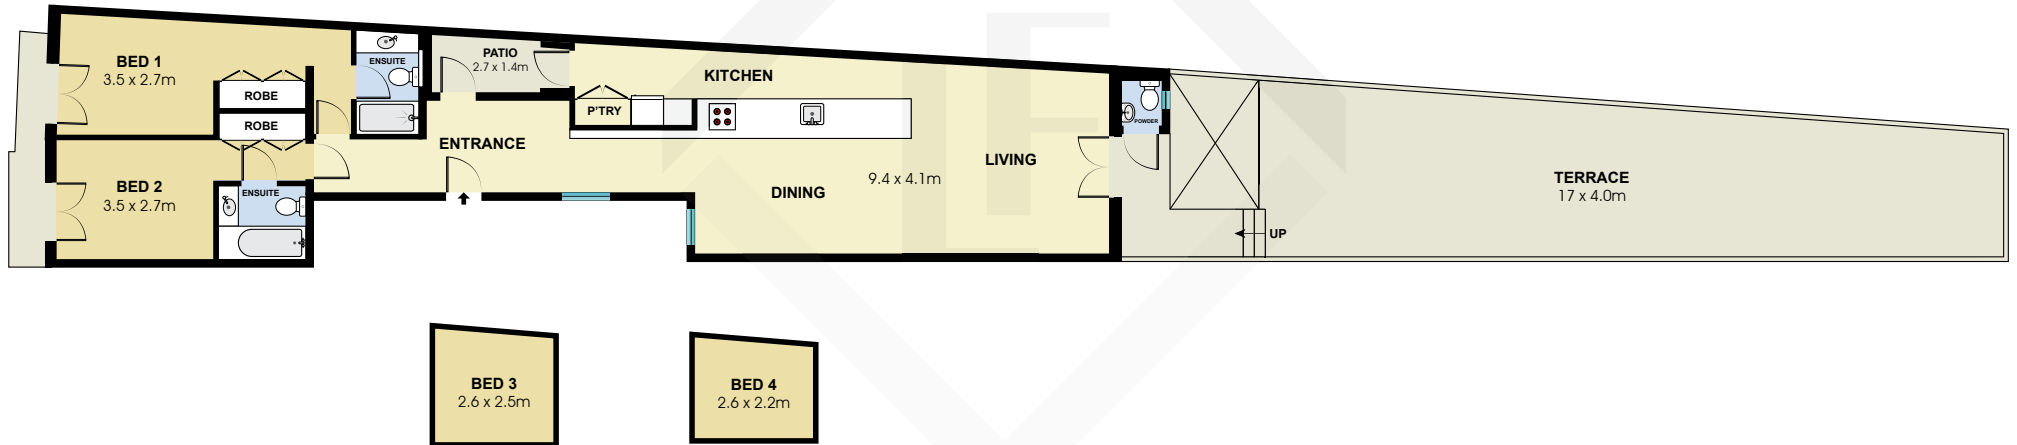 BED 1
3.5 x 2.7m
ROBE
ROBE
ENSUITE
PATIO
2.7 x 1.4m
KITCHEN
P'TRY
ENTRANCE
BED 2
3.5 x 2.7m
ENSUITE
DINING
9.4 x 4.1m
LIVING
POWDER
TERRACE
17 x 4.0m
UP
BED 3
2.6 x 2.5m
BED 4
2.6 x 2.2m